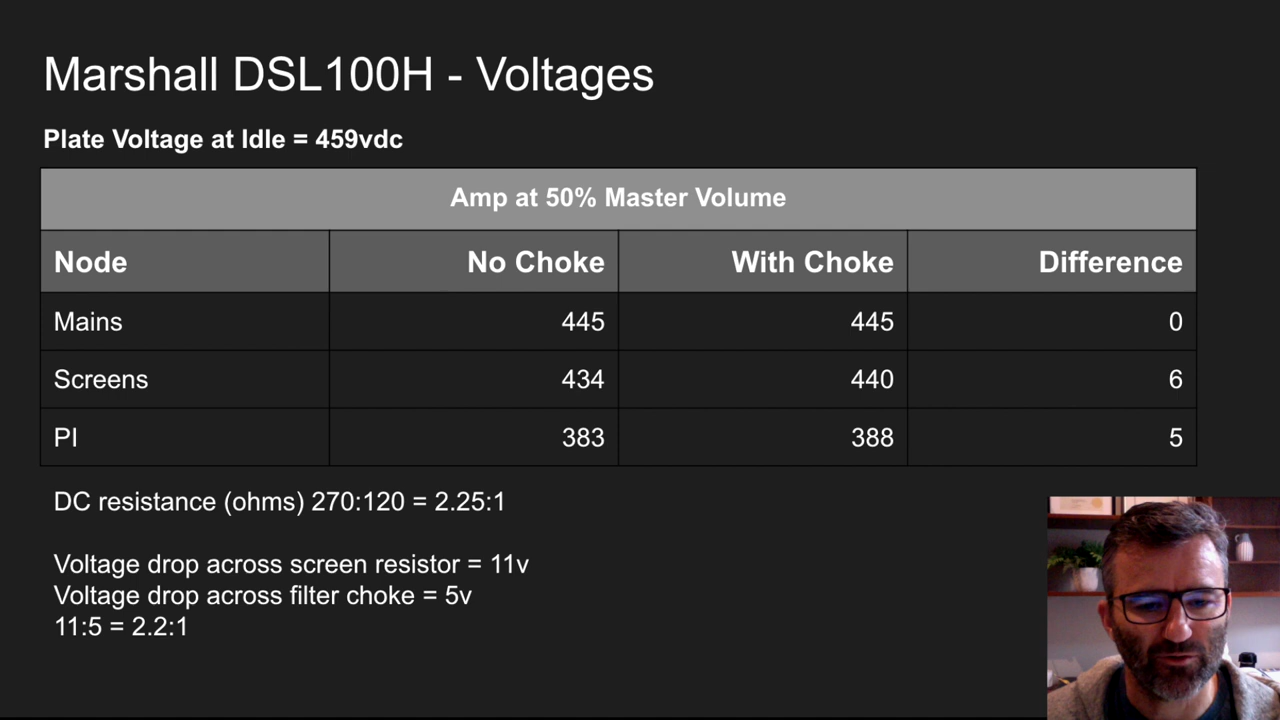 Marshall DSL100H - Voltages
Plate Voltage at Idle = 459vdc
Amp at 50% Master Volume
Node No Choke With Choke Difference
Mains 445 445 0
Screens 434 440 6
PI 383 388 5
DC resistance (ohms) 270:120 = 2.25:1
Voltage drop across screen resistor = 11v
Voltage drop across filter choke = 5v
11:5 = 2.2:1